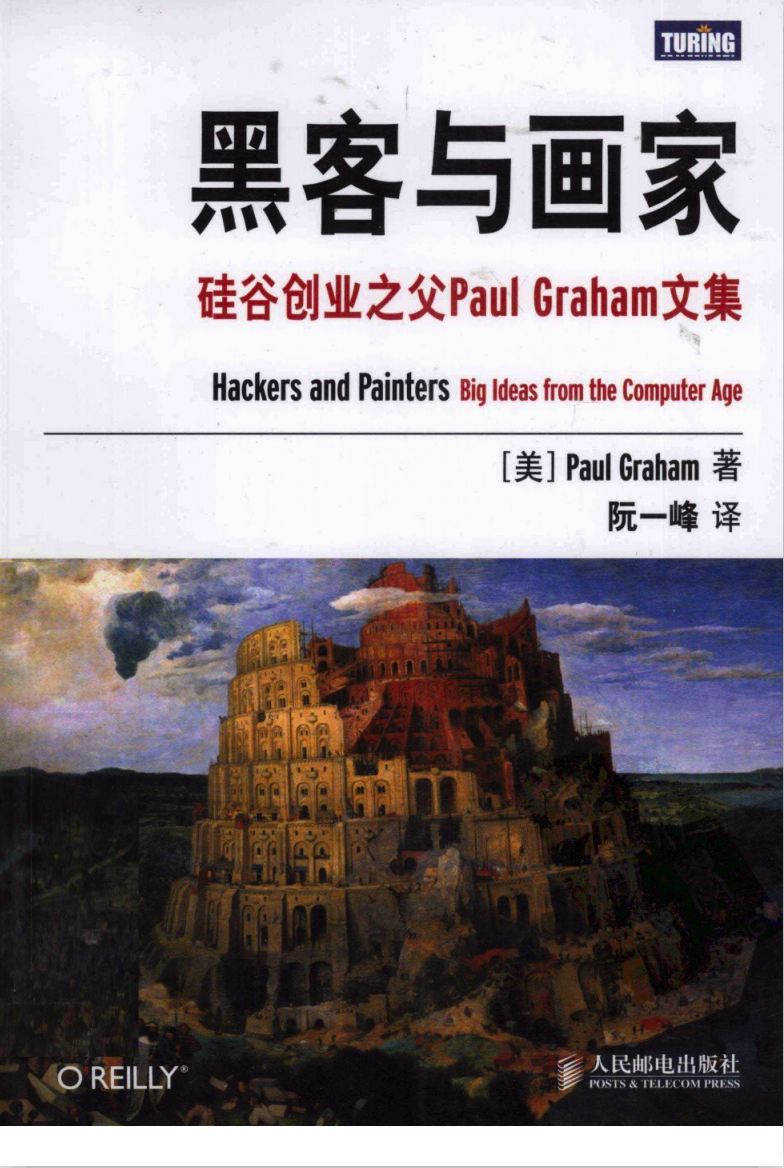 TURING
黑客与画家
硅谷创业之父Paul Graham文集
Hackers and Painters Big Ideas from the Computer Age
[美] Paul Graham 著
阮一峰 译
O'REILLY®
人民邮电出版社
POSTS & TELECOM PRESS